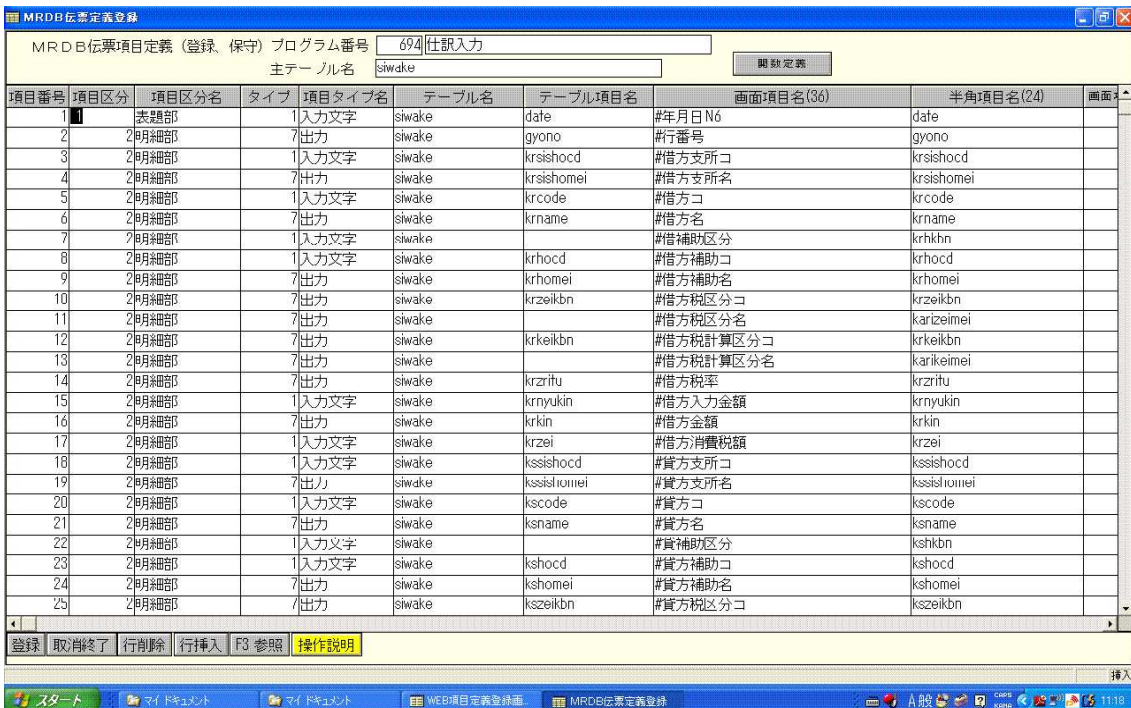 MRDB伝票定義登録
MRDB伝票項目定義(登録、保守)プログラム番号 694 仕訳入力
主テーブル名 siwake 関数定義
項目番号 項目区分 項目区分名 タイプ 項目タイプ名 テーブル名 テーブル項目名 画面項目名(36) 半角項目名(24) 画面
1 1 表題部 1 入力文字 siwake date #年月日N6 date
2 2 明細部 7 出力 siwake gyono #行番号 gyono
3 2 明細部 1 入力文字 siwake krsishocd #借方支所コ krsishocd
4 2 明細部 7 出力 siwake krsishomei #借方支所名 krsishomei
5 2 明細部 1 入力文字 siwake krcode #借方コ krcode
6 2 明細部 7 出力 siwake krname #借方名 krname
7 2 明細部 1 入力文字 siwake #借補助区分 krhkbn
8 2 明細部 1 入力文字 siwake krhocd #借方補助コ krhocd
9 2 明細部 7 出力 siwake krhomei #借方補助名 krhomei
10 2 明細部 7 出力 siwake krzeikbn #借方税区分コ krzeikbn
11 2 明細部 7 出力 siwake #借方税区分名 karizeimei
12 2 明細部 7 出力 siwake krkeikbn #借方税計算区分コ krkeikbn
13 2 明細部 7 出力 siwake #借方税計算区分名 karikeimei
14 2 明細部 7 出力 siwake krzritu #借方税率 krzritu
15 2 明細部 1 入力文字 siwake krnyukin #借方入力金額 krnyukin
16 2 明細部 7 出力 siwake krkin #借方金額 krkin
17 2 明細部 1 入力文字 siwake krzei #借方消費税額 krzei
18 2 明細部 1 入力文字 siwake kssishocd #貸方支所コ kssishocd
19 2 明細部 7 出力 siwake kssishomei #貸方支所名 kssishomei
20 2 明細部 1 入力文字 siwake kscode #貸方コ kscode
21 2 明細部 7 出力 siwake ksname #貸方名 ksname
22 2 明細部 1 入力文字 siwake #貸補助区分 kshkbn
23 2 明細部 1 入力文字 siwake kshocd #貸方補助コ kshocd
24 2 明細部 7 出力 siwake kshomei #貸方補助名 kshomei
25 2 明細部 7 出力 siwake kszeikbn #貸方税区分コ kszeikbn
登録 取消終了 行削除 行挿入 F3 参照 操作説明
挿入
スタート マイ ドキュメント マイ ドキュメント WEB項目定義登録画... MRDB伝票定義登録 A 般 CAPS KANA 11:18